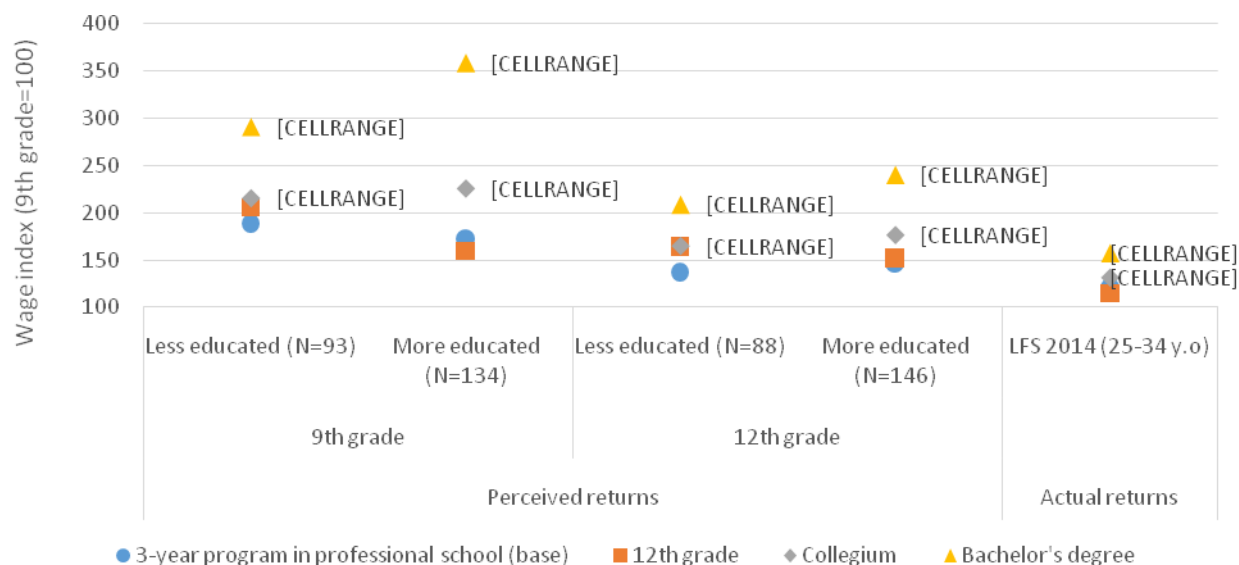 Wage index (9th grade=100)
400
350
300
250
200
150
100
[CELLRANGE]
[CELLRANGE]
[CELLRANGE]
[CELLRANGE]
[CELLRANGE]
[CELLRANGE]
[CELLRANGE]
[CELLRANGE]
[CELLRANGE]
[CELLRANGE]
Less educated (N=93)
More educated
(N=134)
Less educated (N=88)
More educated
(N=146)
LFS 2014 (25-34 y.o)
9th grade
12th grade
Perceived returns
Actual returns
3-year program in professional school (base)
12th grade
Collegium
Bachelor's degree